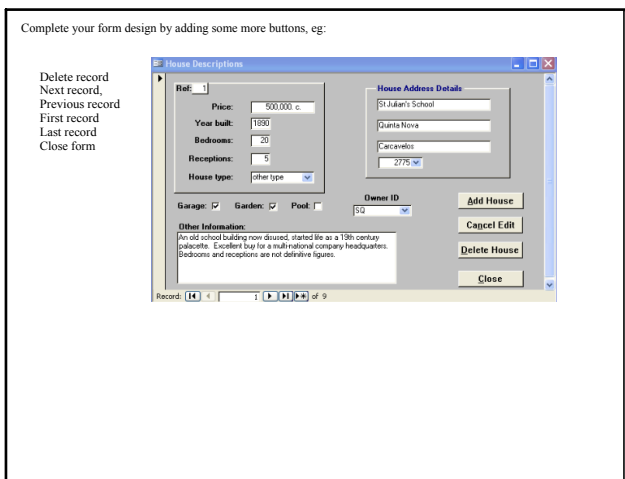 Complete your form design by adding some more buttons, eg:
Delete record
Next record,
Previous record
First record
Last record
Close form
House Descriptions
Ref: 1
Price: 500,000. c.
Year built: 1890
Bedrooms: 20
Receptions: 5
House type: other type
House Address Details
St Julian's School
Quinta Nova
Carcavelos
2775
Garage: Garden: Pool:
Owner ID
SQ
Other Information:
An old school building now disused, started life as a 19th century
palacette. Excellent buy for a multi-national company headquarters.
Bedrooms and receptions are not definitive figures.
Add House
Cancel Edit
Delete House
Close
Record: 1 of 9